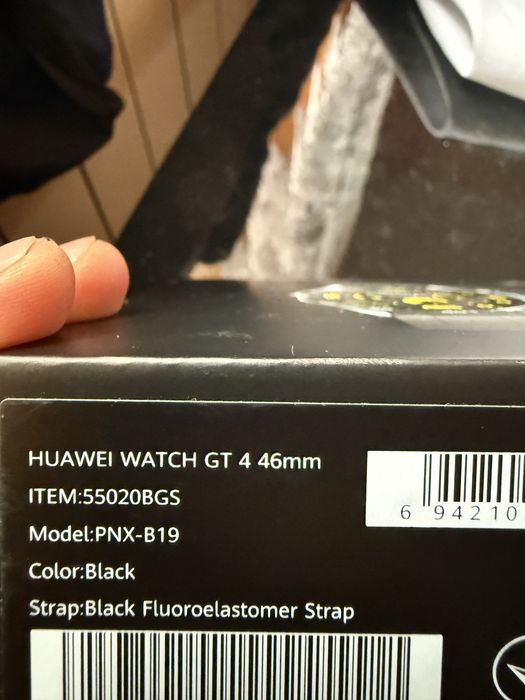 HUAWEI WATCH GT 4 46mm
ITEM:55020BGS
Model:PNX-B19
Color:Black
Strap:Black Fluoroelastomer Strap
6 94210